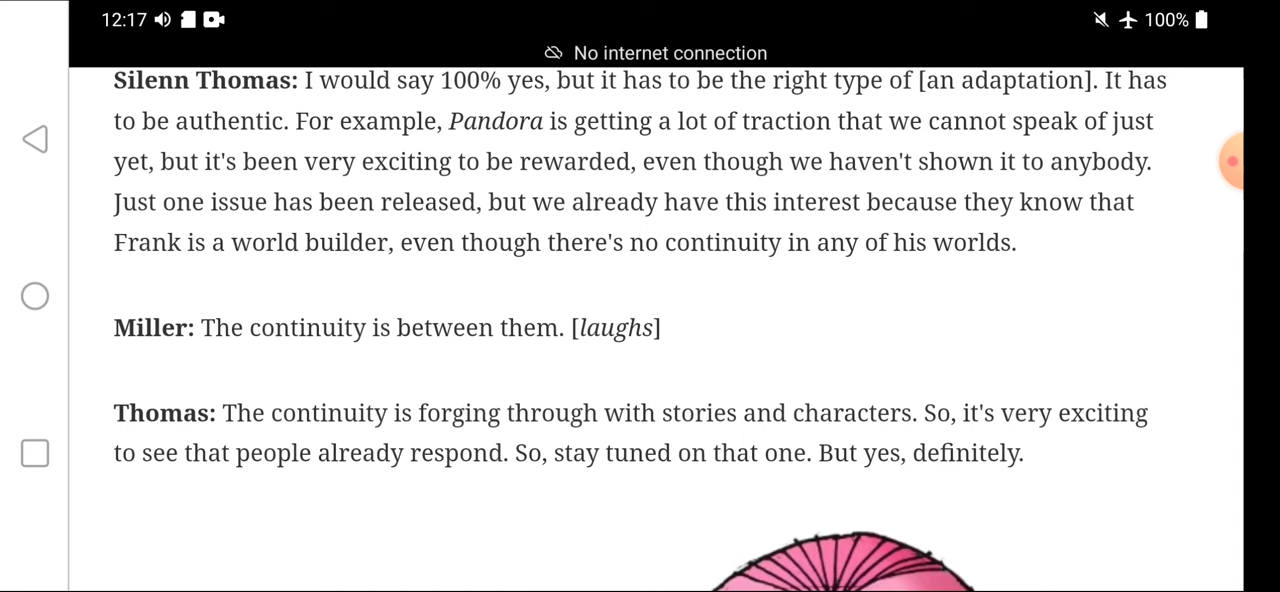 12:17
100%
No internet connection
Silenn Thomas: I would say 100% yes, but it has to be the right type of [an adaptation]. It has
to be authentic. For example, Pandora is getting a lot of traction that we cannot speak of just
yet, but it's been very exciting to be rewarded, even though we haven't shown it to anybody.
Just one issue has been released, but we already have this interest because they know that
Frank is a world builder, even though there's no continuity in any of his worlds.
Miller: The continuity is between them. [laughs]
Thomas: The continuity is forging through with stories and characters. So, it's very exciting
to see that people already respond. So, stay tuned on that one. But yes, definitely.